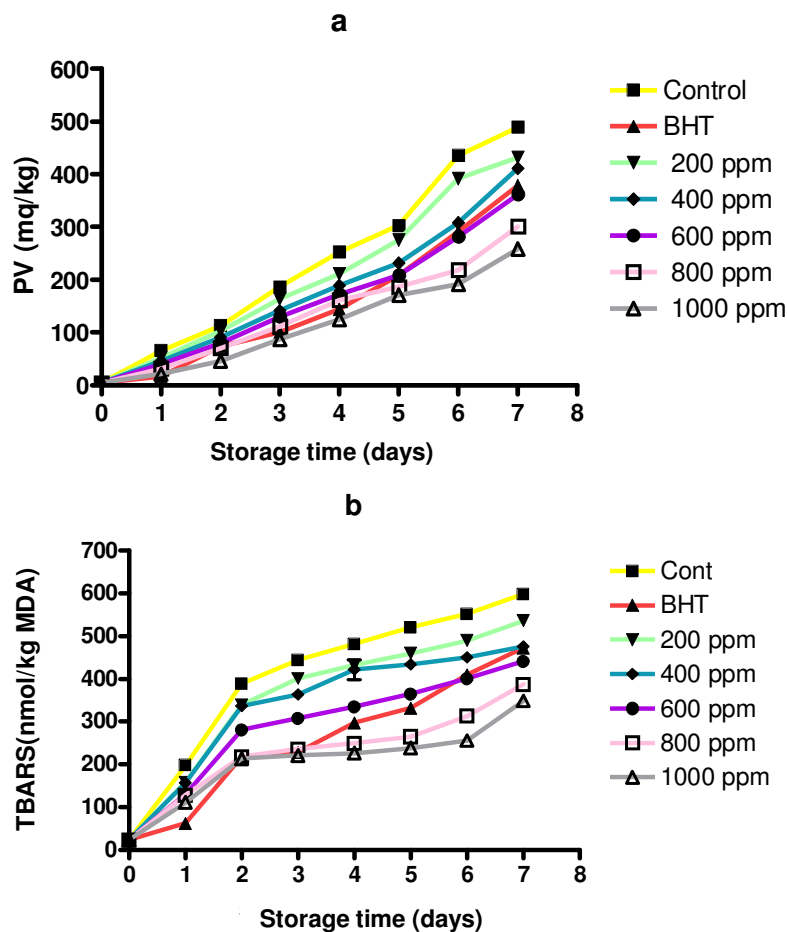 a
600
500
400
300
200
100
0
PV (mq/kg)
0 1 2 3 4 5 6 7 8
Storage time (days)
Control
BHT
200 ppm
400 ppm
600 ppm
800 ppm
1000 ppm
b
700
600
500
400
300
200
100
0
TBARS(nmol/kg MDA)
0 1 2 3 4 5 6 7 8
Storage time (days)
Cont
BHT
200 ppm
400 ppm
600 ppm
800 ppm
1000 ppm